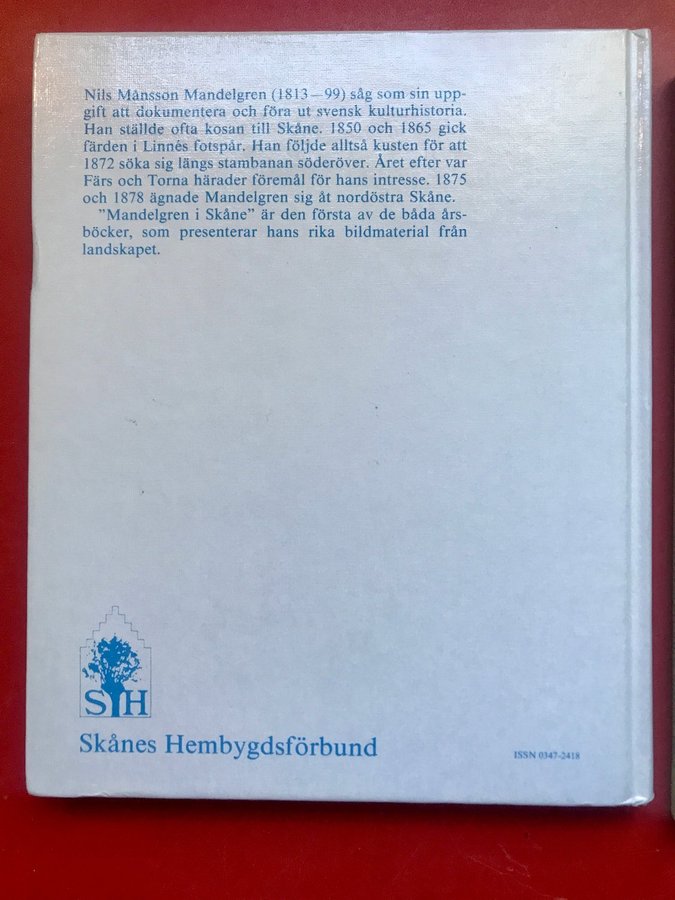 Nils Månsson Mandelgren (1813—99) såg som sin upp-
gift att dokumentera och föra ut svensk kulturhistoria.
Han ställde ofta kosan till Skåne. 1850 och 1865 gick
färden i Linnés fotspår. Han följde alltså kusten för att
1872 söka sig längs stambanan söderöver. Året efter var
Färs och Torna härader föremål för hans intresse. 1875
och 1878 ägnade Mandelgren sig åt nordöstra Skåne.
"Mandelgren i Skåne" är den första av de båda års-
böcker, som presenterar hans rika bildmaterial från
landskapet.
SH
Skånes Hembygdsförbund
ISSN 0347-2418